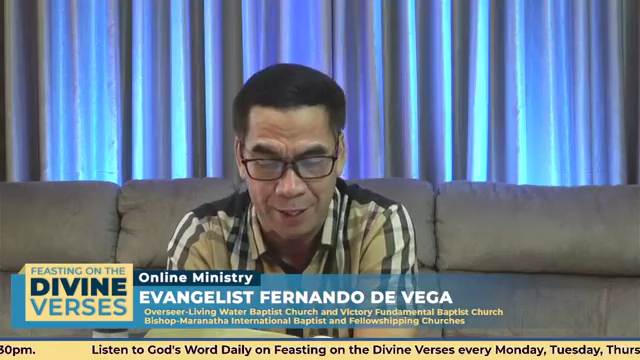 FEASTING ON THE
DIVINE
VERSES
Online Ministry
EVANGELIST FERNANDO DE VEGA
Overseer-Living Water Baptist Church and Victory Fundamental Baptist Church
Bishop-Maranatha International Baptist and Fellowshipping Churches
:30pm. Listen to God's Word Daily on Feasting on the Divine Verses every Monday, Tuesday, Thur